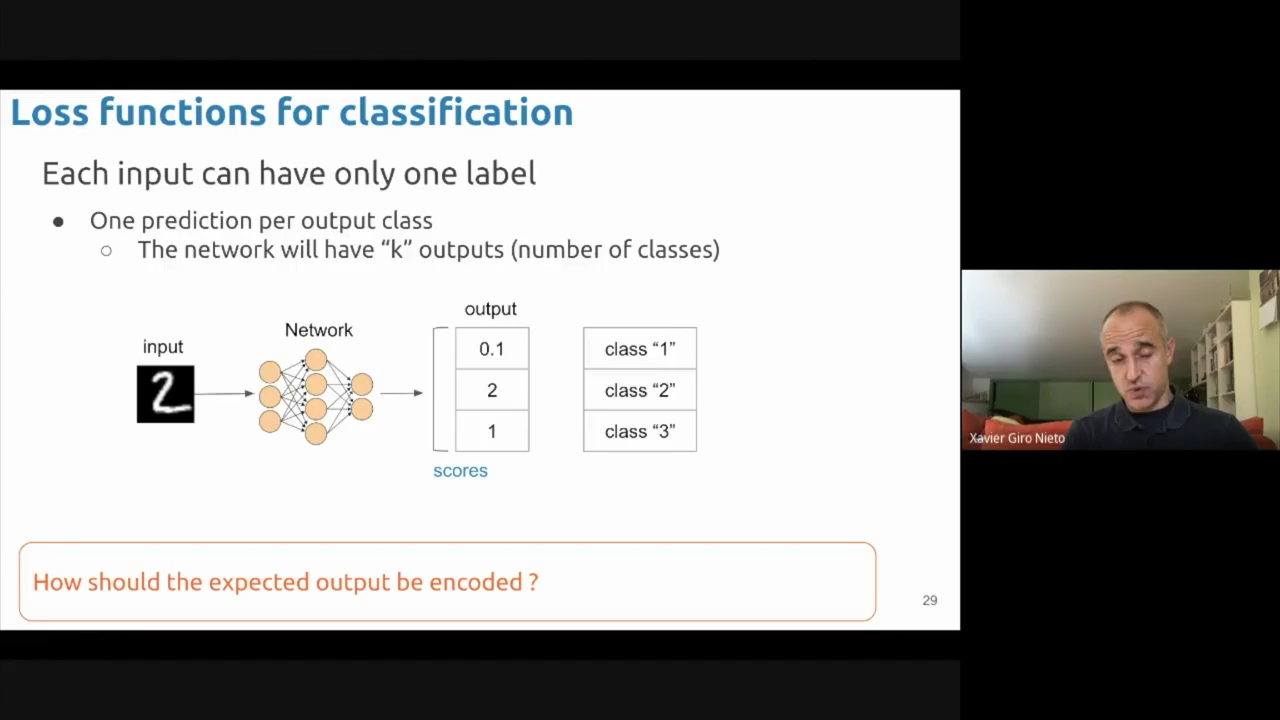 Loss functions for classification
Each input can have only one label
● One prediction per output class
○ The network will have “k” outputs (number of classes)
output
Network
input
0.1
class “1”
2
2
class “2”
1
class “3”
scores
Xavier Giro Nieto
How should the expected output be encoded ?
29